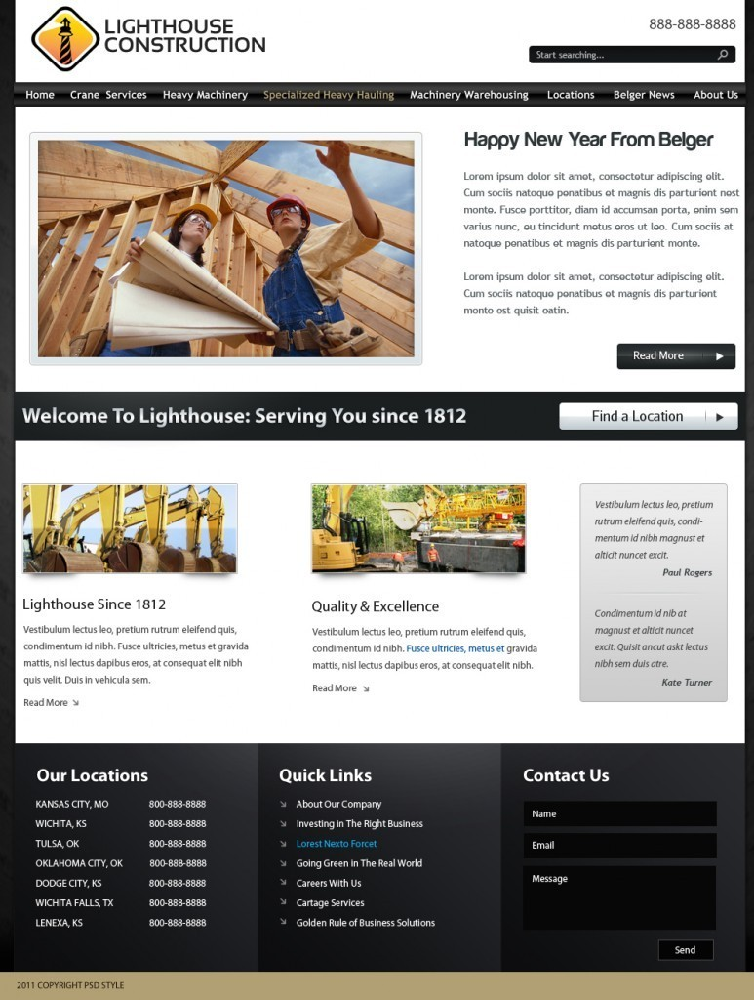 LIGHTHOUSE
CONSTRUCTION
888-888-8888
Start searching...
Home Crane Services Heavy Machinery Specialized Heavy Hauling Machinery Warehousing Locations Belger News About Us
Happy New Year From Belger
Lorem ipsum dolor sit amet, consectetur adipiscing elit.
Cum sociis natoque penatibus et magnis dis parturient nest
monte. Fusce porttitor, diam id accumsan porta, enim sem
varius nunc, eu tincidunt metus eros ut leo. Cum sociis at
natoque penatibus et magnis dis parturient monte.
Lorem ipsum dolor sit amet, consectetur adipiscing elit.
Cum sociis natoque penatibus et magnis dis parturient
monte est quisit eatin.
Read More
Welcome To Lighthouse: Serving You since 1812
Find a Location
Lighthouse Since 1812
Vestibulum lectus leo, pretium rutrum eleifend quis,
condimentum id nibh. Fusce ultricies, metus et gravida
mattis, nisl lectus dapibus eros, at consequat elit nibh
quis velit. Duis in vehicula sem.
Read More
Quality & Excellence
Vestibulum lectus leo, pretium rutrum eleifend quis,
condimentum id nibh. Fusce ultricies, metus et gravida
mattis, nisl lectus dapibus eros, at consequat elit nibh.
Read More
Vestibulum lectus leo, pretium
rutrum eleifend quis, condi-
mentum id nibh magnust et
alticit nuncet excit.
Paul Rogers
Condimentum id nib at
magnust et alticit nuncet
excit. Quisit ancut askt lectus
nibh sem duis atre.
Kate Turner
Our Locations
KANSAS CITY, MO 800-888-8888
WICHITA, KS 800-888-8888
TULSA, OK 800-888-8888
OKLAHOMA CITY, OK 800-888-8888
DODGE CITY, KS 800-888-8888
WICHITA FALLS, TX 800-888-8888
LENEXA, KS 800-888-8888
Quick Links
About Our Company
Investing in The Right Business
Lorest Nexto Forcet
Going Green in The Real World
Careers With Us
Cartage Services
Golden Rule of Business Solutions
Contact Us
Name
Email
Message
Send
2011 COPYRIGHT PSD STYLE